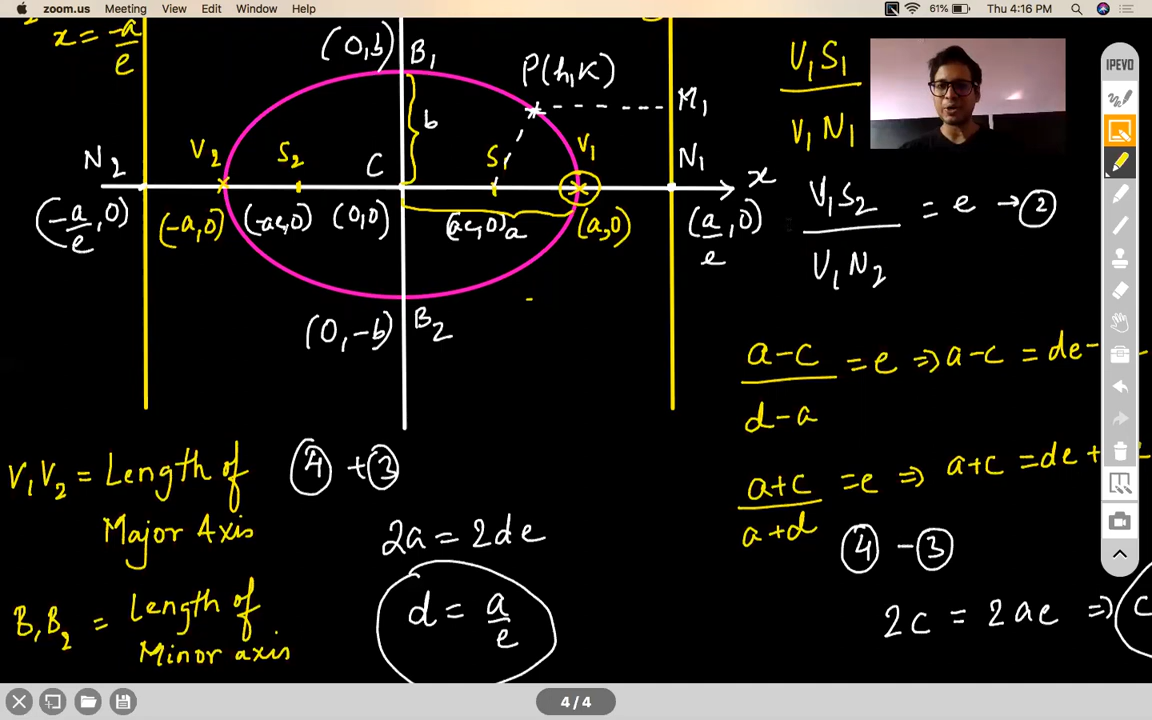 zoom.us Meeting View Edit Window Help
61% Thu 4:16 PM
x = -a/e
(0,b) B1
P(h,k)
M1
b
N2 V2 S2 C S1 V1 N1 x
(-a/e,0) (-a,0) (-ae,0) (0,0) (ae,0) a (a,0) (a/e,0)
(0,-b) B2
V1S1
V1N1
V1S2/V1N2 = e → ②
a-c/d-a = e ⇒ a-c = de-
a+c/a+d = e ⇒ a+c = de+
④ - ③
2c = 2ae ⇒ c
V1V2 = Length of
Major Axis
B1B2 = Length of
Minor axis
④ + ③
2a = 2de
d = a/e
IPEVO
4/4